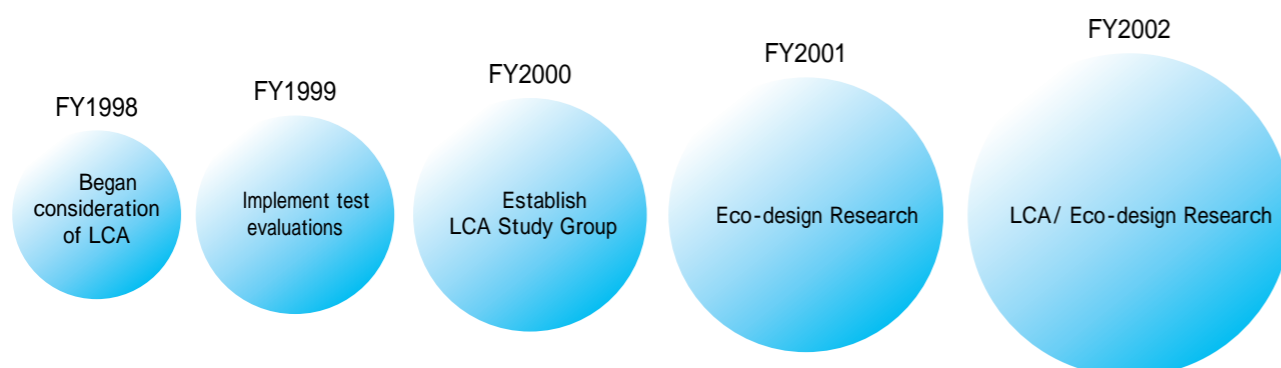 FY1998
Began
consideration
of LCA
FY1999
Implement test
evaluations
FY2000
Establish
LCA Study Group
FY2001
Eco-design Research
FY2002
LCA/ Eco-design Research